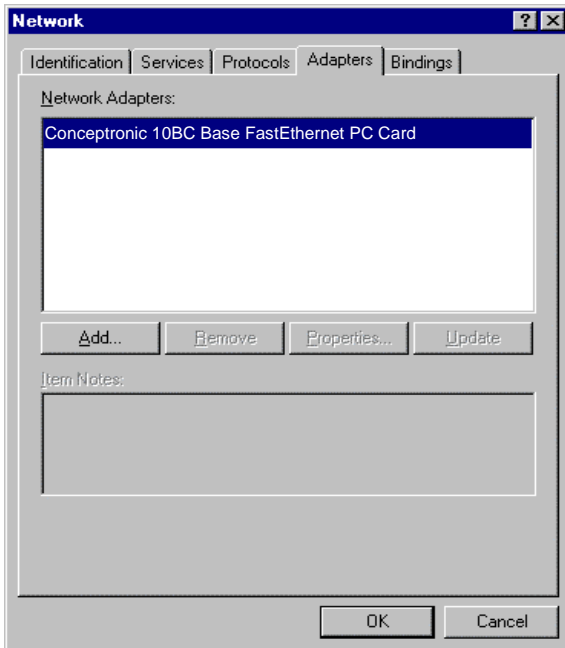 Network
Identification Services Protocols Adapters Bindings
Network Adapters:
Conceptronic 10BC Base FastEthernet PC Card
Add... Remove Properties... Update
Item Notes:
OK Cancel